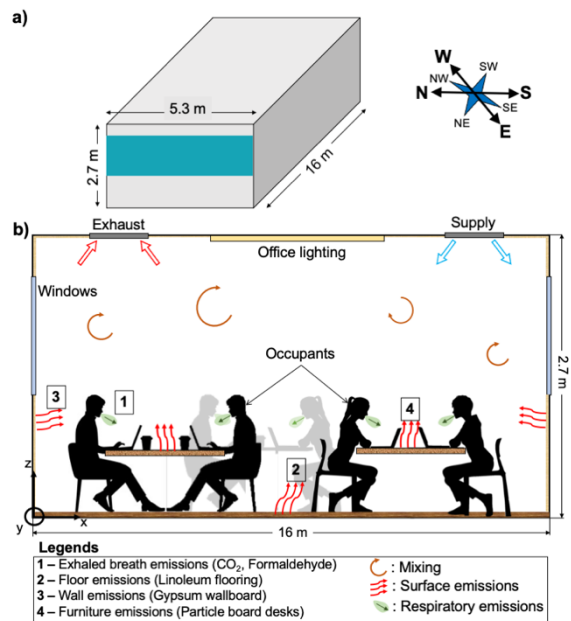 a)
5.3 m
2.7 m
16 m
W
SW
NW
N
S
SE
NE
E
b)
Exhaust
Supply
Office lighting
Windows
Occupants
3
1
4
2
2.7 m
z
y
x
16 m
Legends
1 – Exhaled breath emissions (CO₂, Formaldehyde)
2 – Floor emissions (Linoleum flooring)
3 – Wall emissions (Gypsum wallboard)
4 – Furniture emissions (Particle board desks)
: Mixing
: Surface emissions
: Respiratory emissions